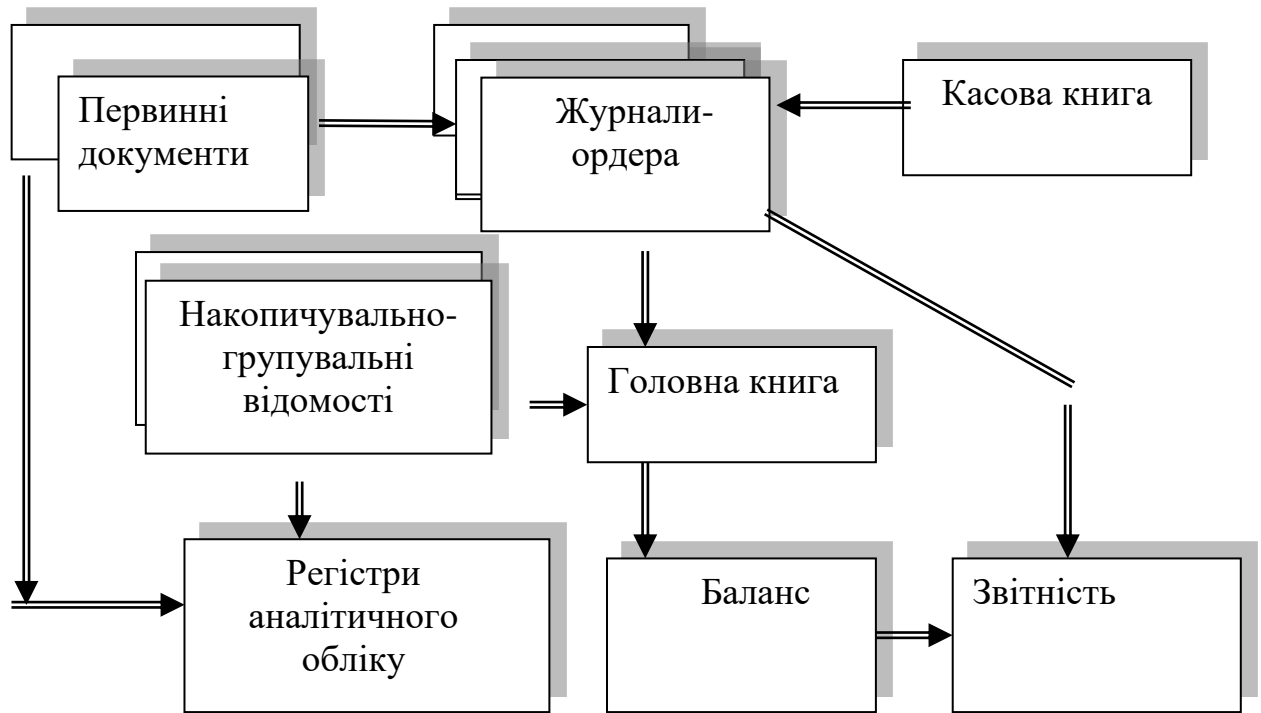 Первинні
документи
Журнали-
ордера
Касова книга
Накопичувально-
групувальні
відомості
Головна книга
Регістри
аналітичного
обліку
Баланс
Звітність